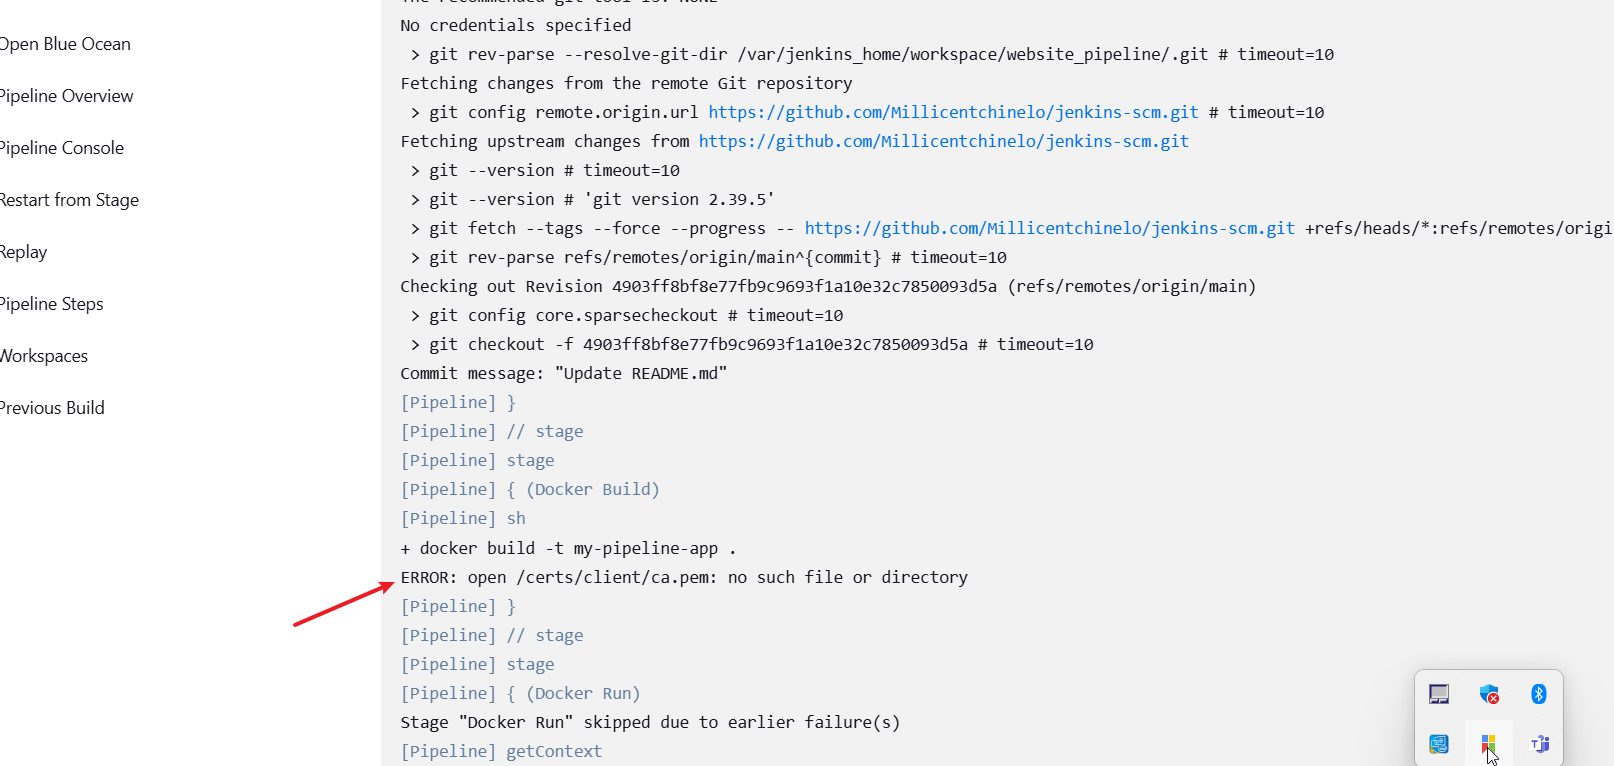 The recommended git tool is: NONE
No credentials specified
> git rev-parse --resolve-git-dir /var/jenkins_home/workspace/website_pipeline/.git # timeout=10
Fetching changes from the remote Git repository
> git config remote.origin.url https://github.com/Millicentchinelo/jenkins-scm.git # timeout=10
Fetching upstream changes from https://github.com/Millicentchinelo/jenkins-scm.git
> git --version # timeout=10
> git --version # 'git version 2.39.5'
> git fetch --tags --force --progress -- https://github.com/Millicentchinelo/jenkins-scm.git +refs/heads/*:refs/remotes/origi
> git rev-parse refs/remotes/origin/main^{commit} # timeout=10
Checking out Revision 4903ff8bf8e77fb9c9693f1a10e32c7850093d5a (refs/remotes/origin/main)
> git config core.sparsecheckout # timeout=10
> git checkout -f 4903ff8bf8e77fb9c9693f1a10e32c7850093d5a # timeout=10
Commit message: "Update README.md"
[Pipeline] }
[Pipeline] // stage
[Pipeline] stage
[Pipeline] { (Docker Build)
[Pipeline] sh
+ docker build -t my-pipeline-app .
ERROR: open /certs/client/ca.pem: no such file or directory
[Pipeline] }
[Pipeline] // stage
[Pipeline] stage
[Pipeline] { (Docker Run)
Stage "Docker Run" skipped due to earlier failure(s)
[Pipeline] getContext
Open Blue Ocean
Pipeline Overview
Pipeline Console
Restart from Stage
Replay
Pipeline Steps
Workspaces
Previous Build